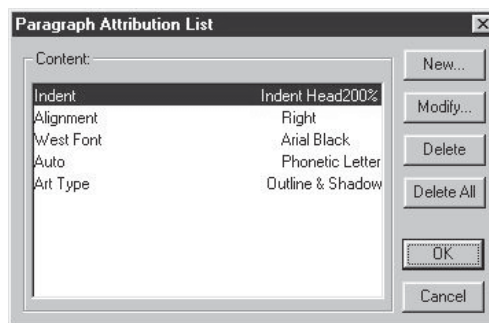 Paragraph Attribution List
Content:
Indent Indent Head200%
Alignment Right
West Font Arial Black
Auto Phonetic Letter
Art Type Outline & Shadow
New...
Modify...
Delete
Delete All
OK
Cancel